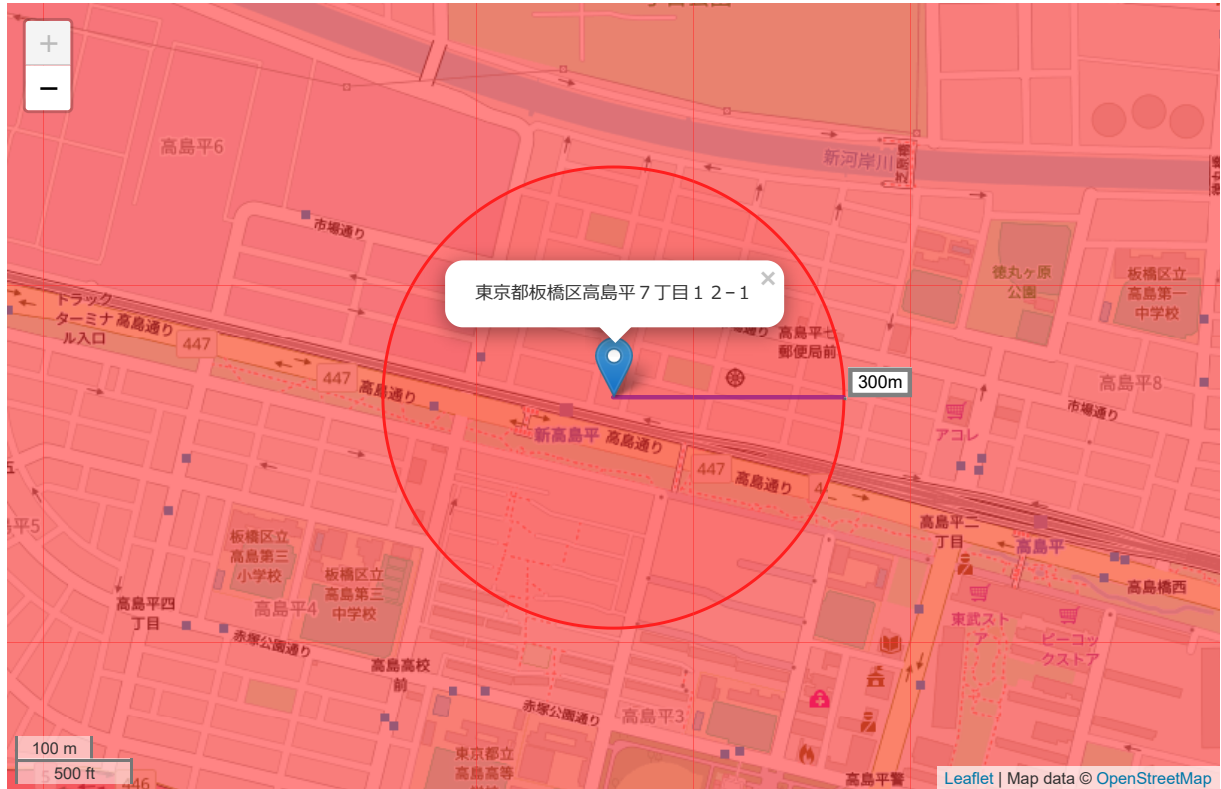 +
−
高島平6
新河岸川
芝原橋
市場通り
東京都板橋区高島平７丁目１２−１
×
徳丸ヶ原
公園
板橋区立
高島第一
中学校
トラック
ターミナ
ル入口
高島通り
447
447
高島通り
高島平七
郵便局前
300m
高島平8
市場通り
アコレ
新高島平
高島通り
447
高島通り
高島平二
丁目
高島平
高島橋西
板橋区立
高島第三
小学校
板橋区立
高島第三
中学校
高島平4
高島平四
丁目
赤塚公園通り
東武スト
ア
ピーコッ
クストア
高島高校
前
赤塚公園通り
高島平3
東京都立
高島高等
高島平警
100 m
500 ft
446
Leaflet | Map data © OpenStreetMap